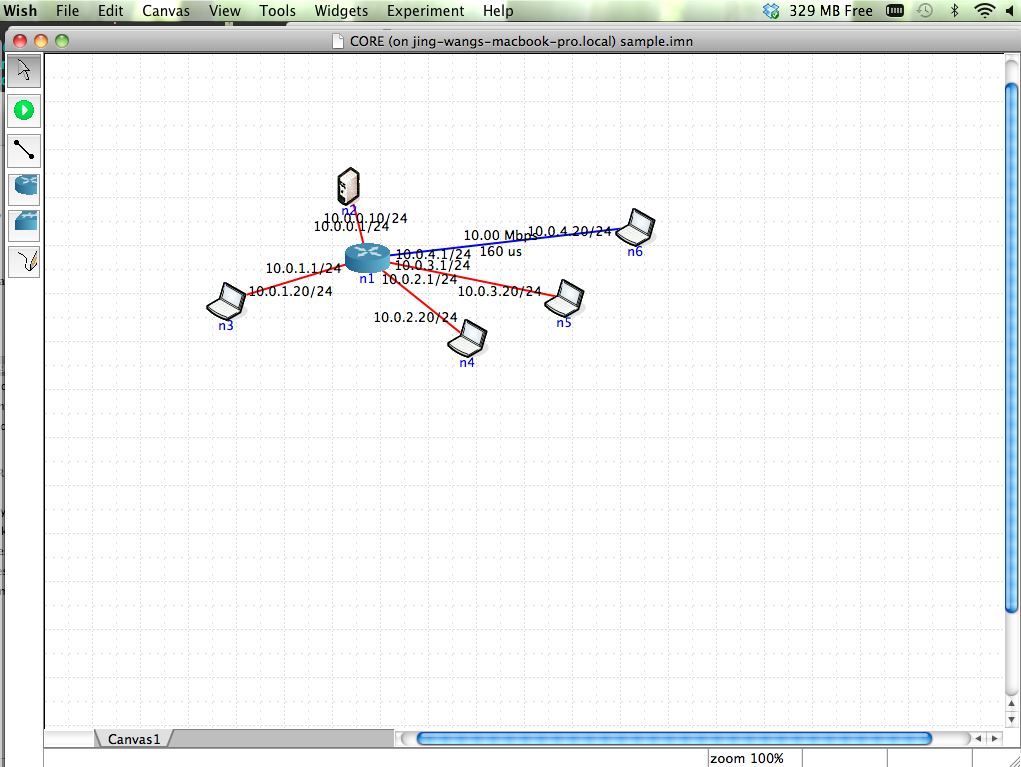 Wish File Edit Canvas View Tools Widgets Experiment Help 329 MB Free
CORE (on jing-wangs-macbook-pro.local) sample.imn
n2
10.0.0.10/24
10.0.0.1/24
10.00 Mbps
10.0.4.20/24
160 us
n6
10.0.4.1/24
10.0.3.1/24
10.0.1.1/24
n1
10.0.2.1/24
10.0.1.20/24
10.0.3.20/24
n3
10.0.2.20/24
n5
n4
Canvas1
zoom 100%